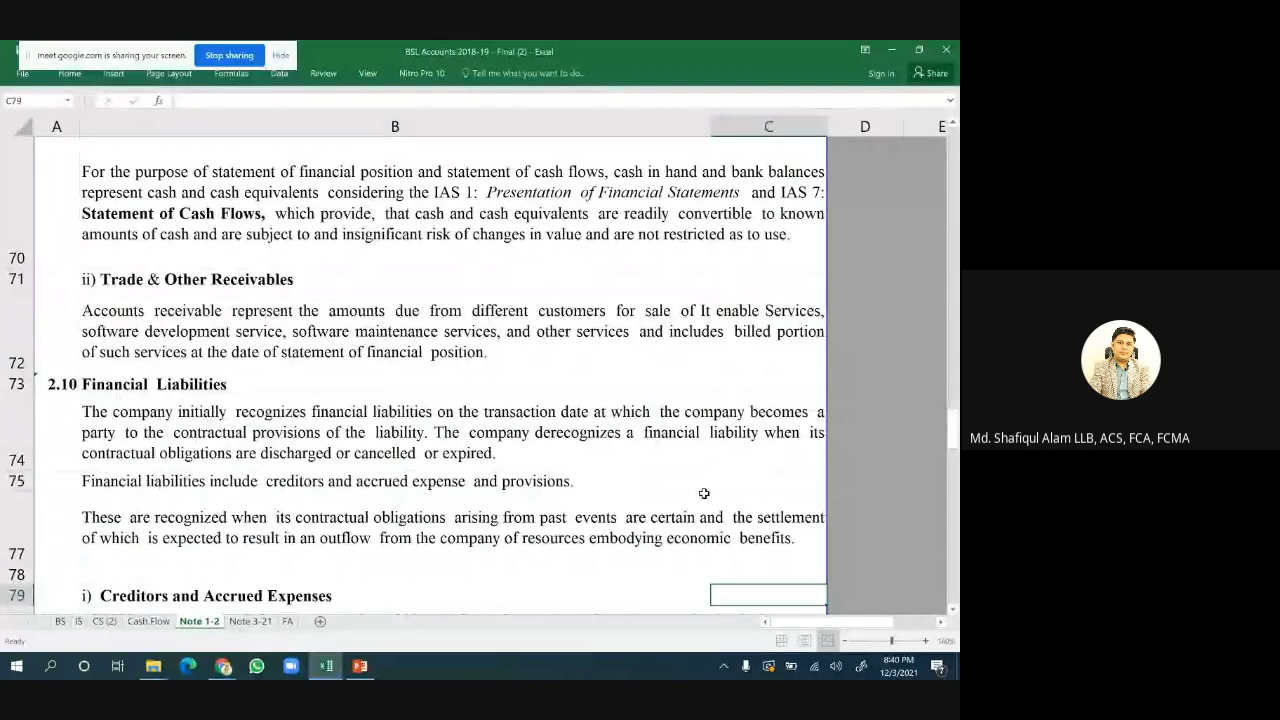 meet.google.com is sharing your screen.
Stop sharing
Hide
BSL Accounts 2018-19 - Final (2) - Excel
File Home Insert Page Layout Formulas Data Review View Nitro Pro 10 Tell me what you want to do...
Sign in Share
C79
fx
A B C D E
For the purpose of statement of financial position and statement of cash flows, cash in hand and bank balances
represent cash and cash equivalents considering the IAS 1: Presentation of Financial Statements and IAS 7:
Statement of Cash Flows, which provide, that cash and cash equivalents are readily convertible to known
amounts of cash and are subject to and insignificant risk of changes in value and are not restricted as to use.
70
71 ii) Trade & Other Receivables
Accounts receivable represent the amounts due from different customers for sale of It enable Services,
software development service, software maintenance services, and other services and includes billed portion
of such services at the date of statement of financial position.
72
73 2.10 Financial Liabilities
The company initially recognizes financial liabilities on the transaction date at which the company becomes a
party to the contractual provisions of the liability. The company derecognizes a financial liability when its
contractual obligations are discharged or cancelled or expired.
74
75 Financial liabilities include creditors and accrued expense and provisions.
These are recognized when its contractual obligations arising from past events are certain and the settlement
of which is expected to result in an outflow from the company of resources embodying economic benefits.
77
78
79 i) Creditors and Accrued Expenses
BS IS CS (2) Cash Flow Note 1-2 Note 3-21 FA
Ready
160%
8:40 PM
12/3/2021
Md. Shafiqul Alam LLB, ACS, FCA, FCMA